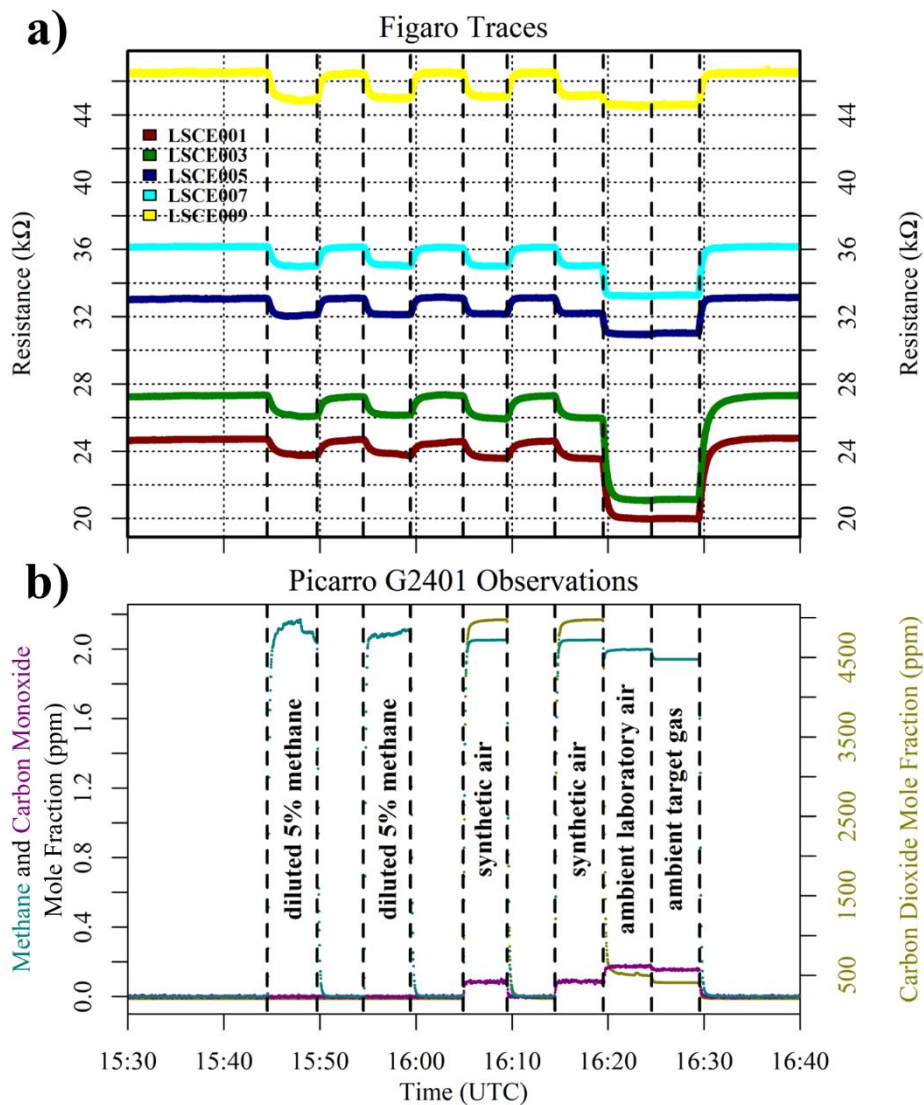 a)
Figaro Traces
44
44
LSCE001
LSCE003
LSCE005
LSCE007
LSCE009
Resistance (kΩ)
Resistance (kΩ)
36
36
32
32
28
28
24
24
20
20
b)
Picarro G2401 Observations
Methane and Carbon Monoxide
Mole Fraction (ppm)
2.0
1.6
1.2
0.8
0.4
0.0
diluted 5% methane
diluted 5% methane
synthetic air
synthetic air
ambient laboratory air
ambient target gas
4500
3500
2500
1500
500
Carbon Dioxide Mole Fraction (ppm)
15:30
15:40
15:50
16:00
16:10
16:20
16:30
16:40
Time (UTC)